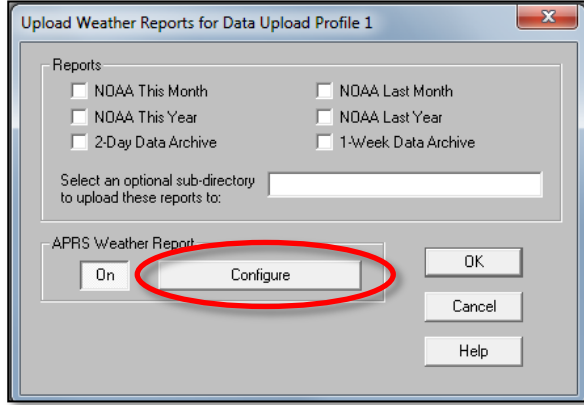 Upload Weather Reports for Data Upload Profile 1
Reports
NOAA This Month
NOAA Last Month
NOAA This Year
NOAA Last Year
2-Day Data Archive
1-Week Data Archive
Select an optional sub-directory
to upload these reports to:
APRS Weather Report
On
Configure
OK
Cancel
Help